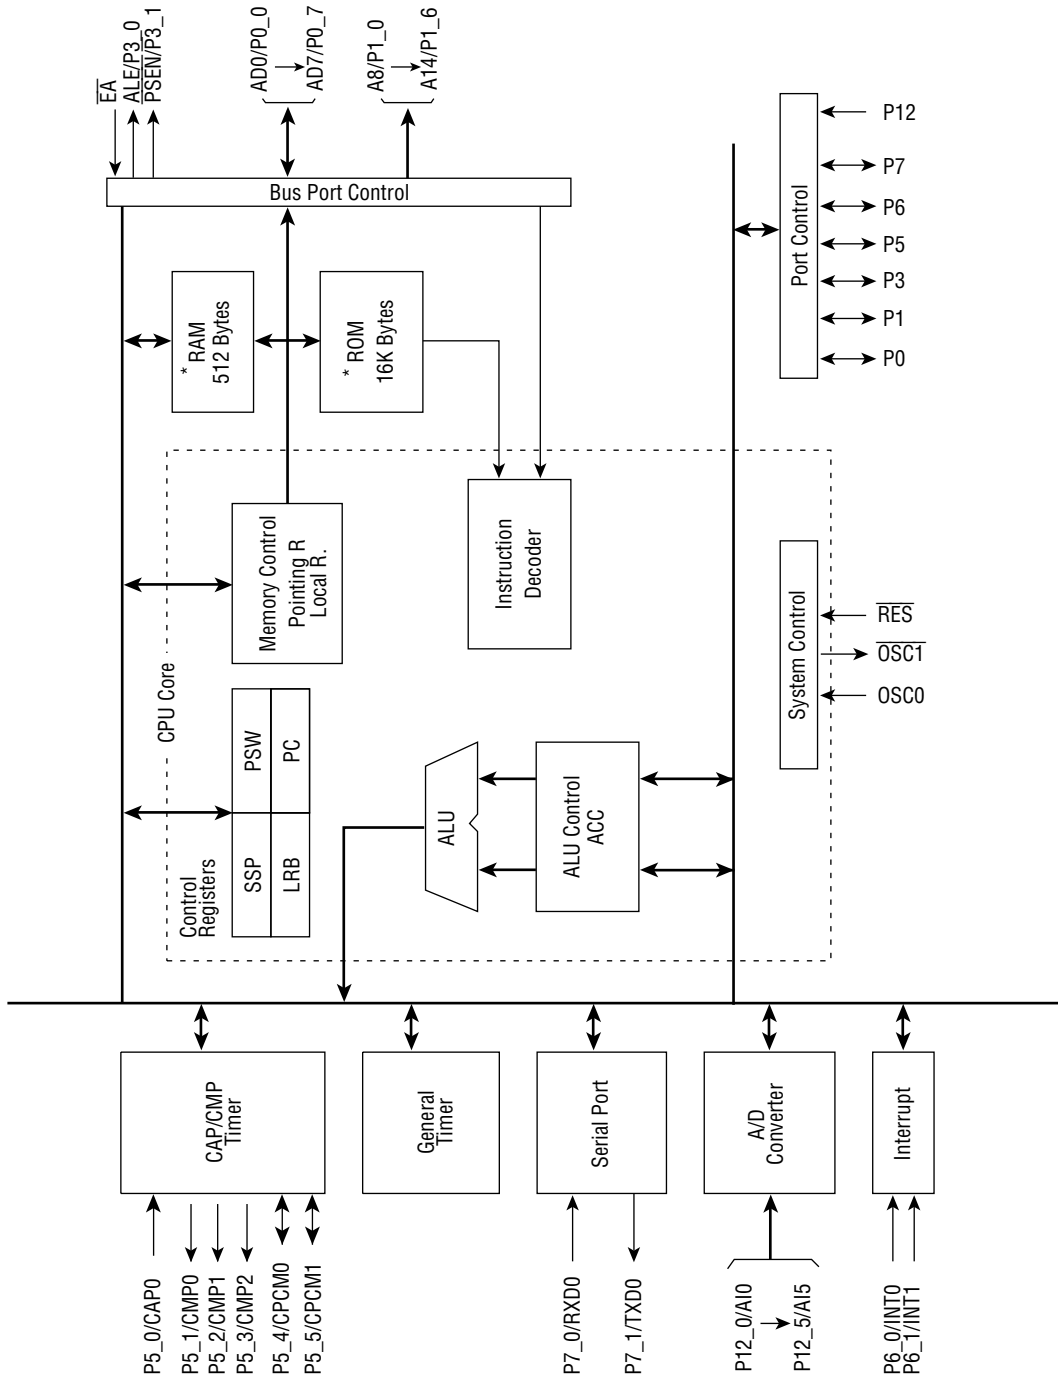 EA
ALE/P3_0
PSEN/P3_1
AD0/P0_0
AD7/P0_7
A8/P1_0
A14/P1_6
Bus Port Control
* RAM
512 Bytes
* ROM
16K Bytes
Port Control
P12
P7
P6
P5
P3
P1
P0
CPU Core
Memory Control
Pointing R
Local R.
Instruction
Decoder
System Control
RES
OSC1
OSC0
Control
Registers
SSP
PSW
LRB
PC
ALU
ALU Control
ACC
CAP/CMP
Timer
General
Timer
Serial Port
A/D
Converter
Interrupt
P5_0/CAP0
P5_1/CMP0
P5_2/CMP1
P5_3/CMP2
P5_4/CPCM0
P5_5/CPCM1
P7_0/RXD0
P7_1/TXD0
P12_0/AI0
P12_5/AI5
P6_0/INT0
P6_1/INT1